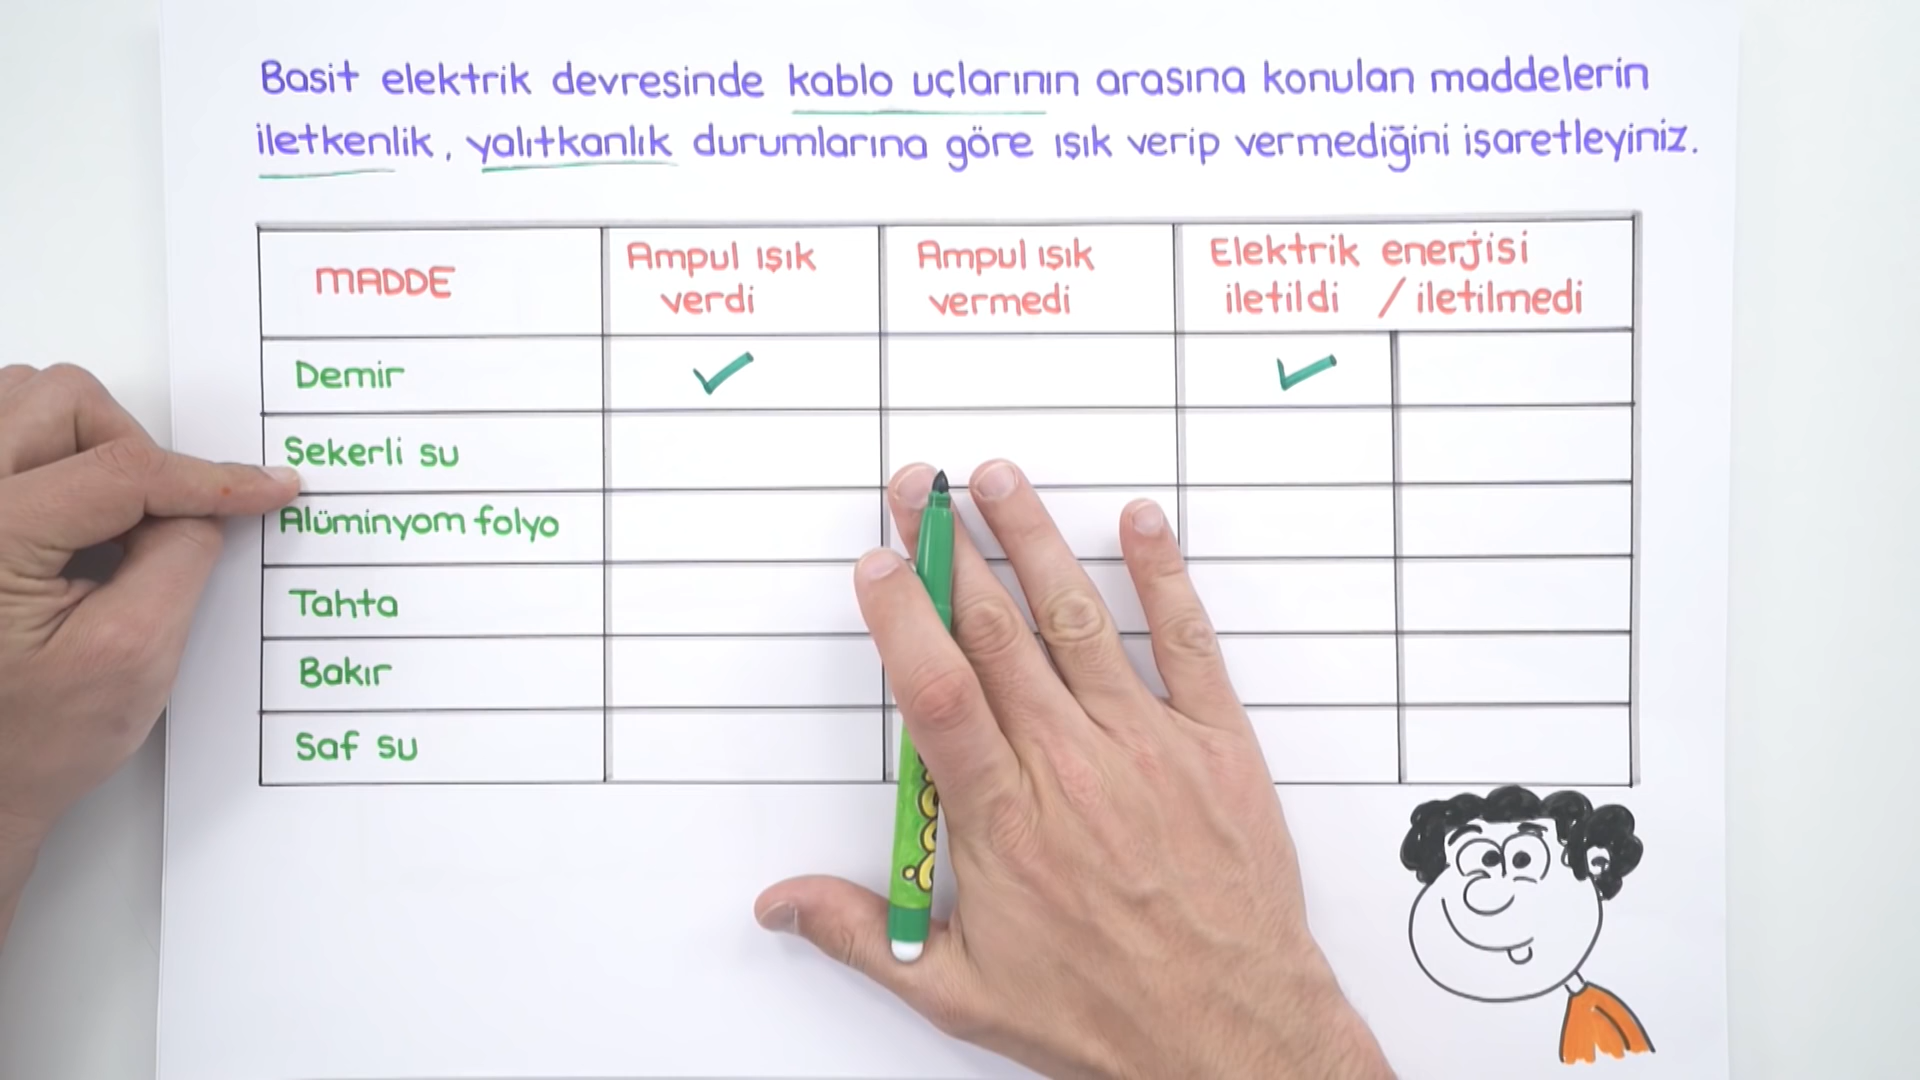 Basit elektrik devresinde kablo uçlarının arasına konulan maddelerin
iletkenlik, yalıtkanlık durumlarına göre ışık verip vermediğini işaretleyiniz.
MADDE
Ampul ışık
verdi
Ampul ışık
vermedi
Elektrik enerjisi
iletildi / iletilmedi
Demir
Şekerli su
Alüminyom folyo
Tahta
Bakır
Saf su